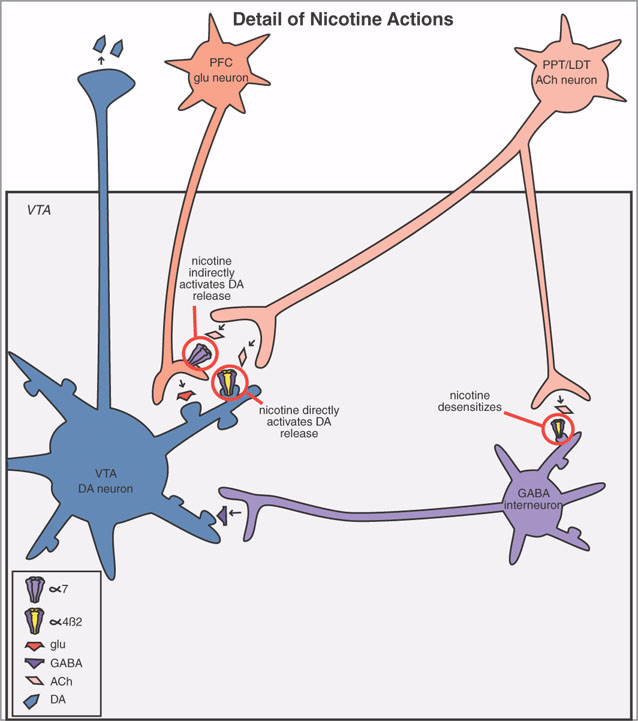 Detail of Nicotine Actions
PFC
glu neuron
PPT/LDT
ACh neuron
VTA
nicotine
indirectly
activates DA
release
nicotine directly
activates DA
release
nicotine
desensitizes
VTA
DA neuron
GABA
interneuron
∝7
∝4ß2
glu
GABA
ACh
DA